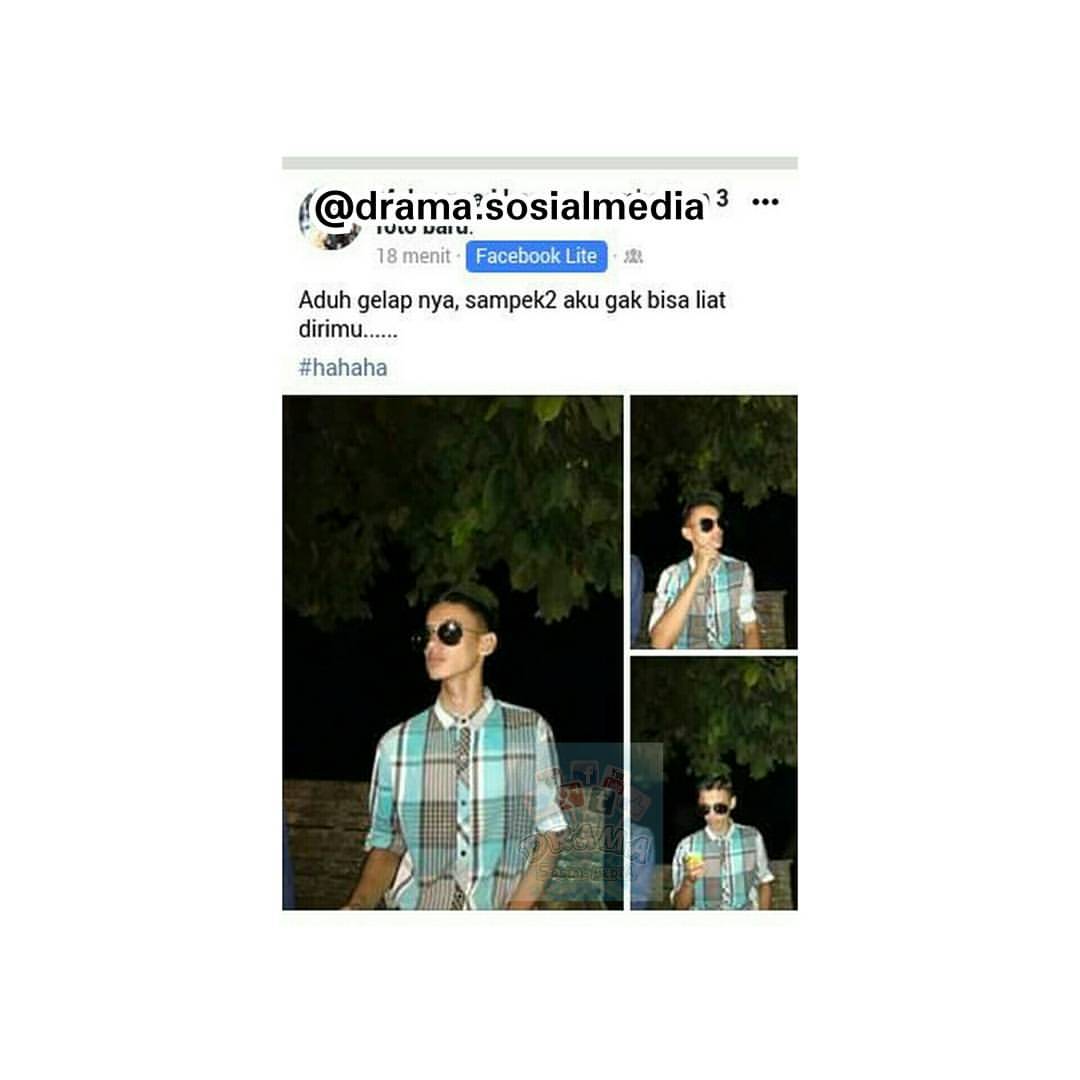 @drama.sosialmedia 3
foto baru.
18 menit · Facebook Lite ·
Aduh gelap nya, sampek2 aku gak bisa liat
dirimu......
#hahaha
DRAMA